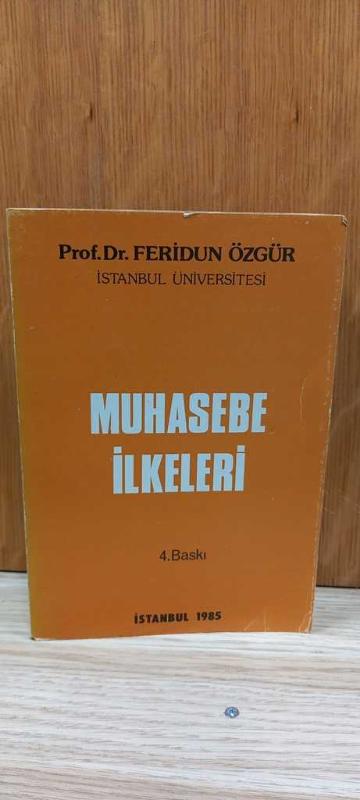 Prof.Dr. FERİDUN ÖZGÜR
İSTANBUL ÜNİVERSİTESİ
MUHASEBE
İLKELERİ
4.Baskı
İSTANBUL 1985